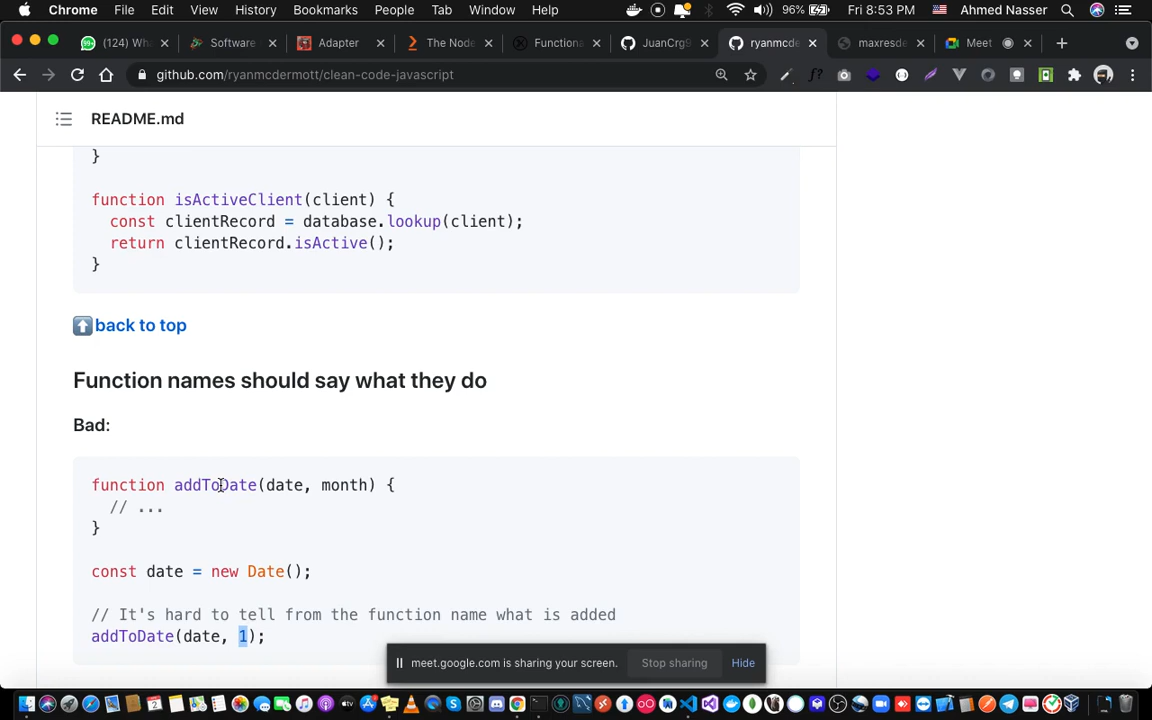 Chrome File Edit View History Bookmarks People Tab Window Help 96% Fri 8:53 PM Ahmed Nasser
(124) Wha Software Adapter The Node Functiona JuanCrg9 ryanmcde maxresde Meet
github.com/ryanmcdermott/clean-code-javascript
README.md
}
function isActiveClient(client) {
const clientRecord = database.lookup(client);
return clientRecord.isActive();
}
back to top
Function names should say what they do
Bad:
function addToDate(date, month) {
// ...
}
const date = new Date();
// It's hard to tell from the function name what is added
addToDate(date, 1);
meet.google.com is sharing your screen. Stop sharing Hide